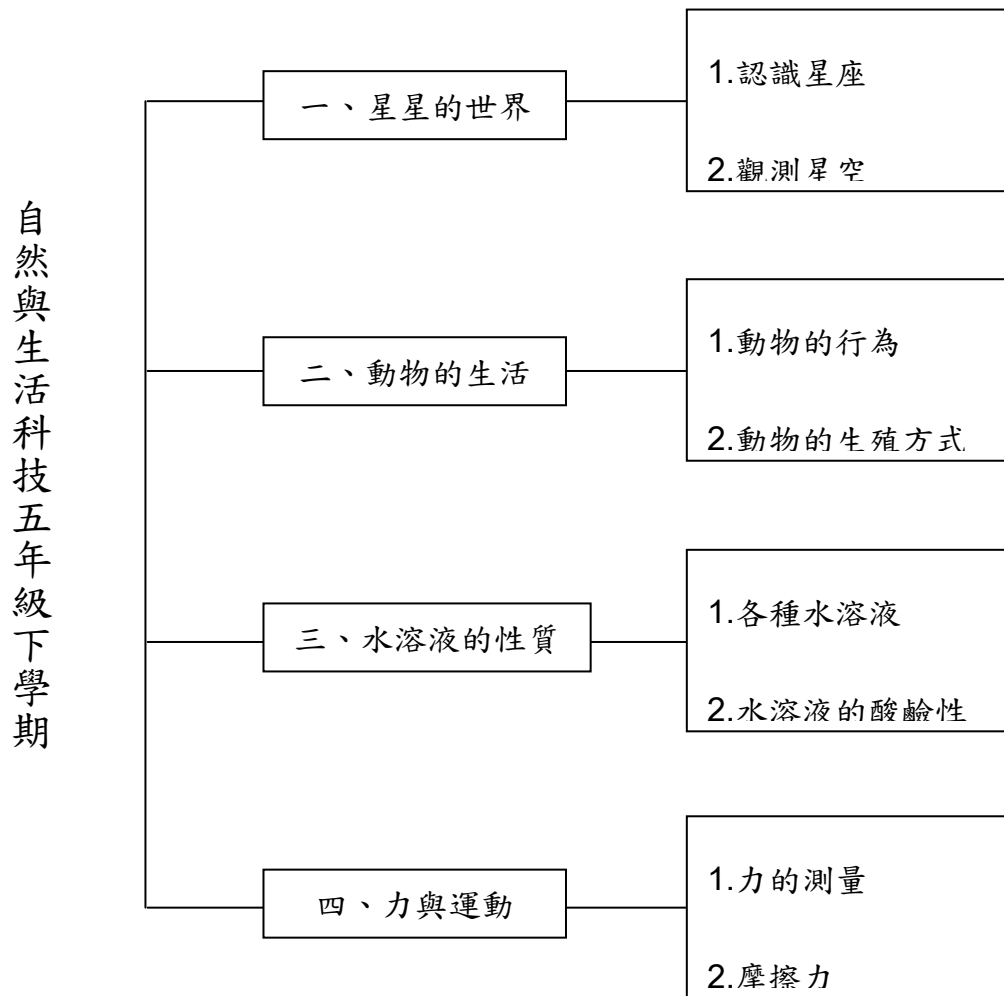 自然與生活科技五年級下學期
一、星星的世界
1.認識星座
2.觀測星空
二、動物的生活
1.動物的行為
2.動物的生殖方式
三、水溶液的性質
1.各種水溶液
2.水溶液的酸鹼性
四、力與運動
1.力的測量
2.摩擦力